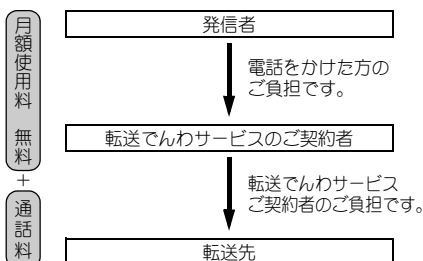 月額使用料 無料
+
通話料
発信者
電話をかけた方の
ご負担です。
転送でんわサービスのご契約者
転送でんわサービス
ご契約者のご負担です。
転送先